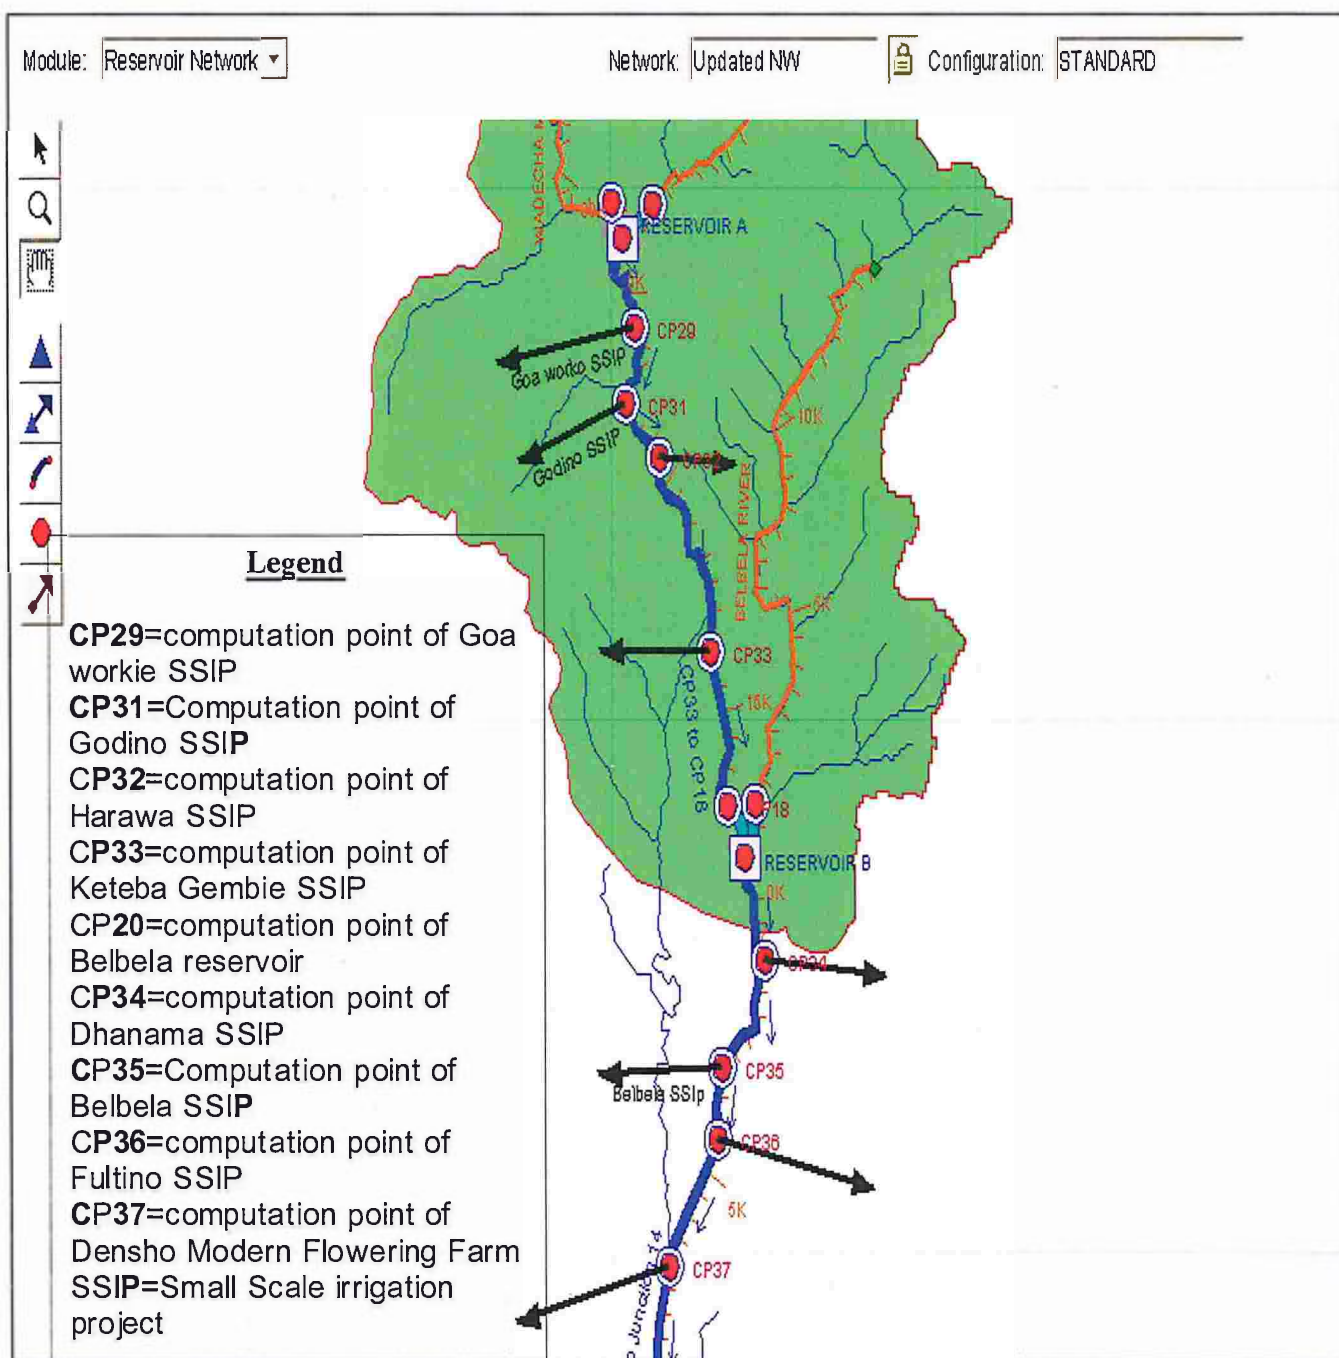 Module: Reservoir Network Network: Updated NW Configuration: STANDARD
RESERVOIR A
CP29
Goa worko SSIP
CP31
Godino SSIP
CP32
10K
BELBELA RIVER
5K
CP33
15K
CP33 to CP18
RESERVOIR B
0K
CP34
CP35
Belbela SSIp
CP36
5K
CP37
Legend
CP29=computation point of Goa
workie SSIP
CP31=Computation point of
Godino SSIP
CP32=computation point of
Harawa SSIP
CP33=computation point of
Keteba Gembie SSIP
CP20=computation point of
Belbela reservoir
CP34=computation point of
Dhanama SSIP
CP35=Computation point of
Belbela SSIP
CP36=computation point of
Fultino SSIP
CP37=computation point of
Densho Modern Flowering Farm
SSIP=Small Scale irrigation
project